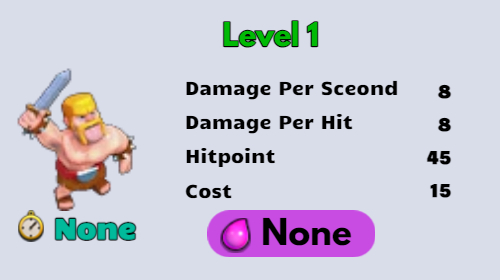 Level 1
Damage Per Sceond 8
Damage Per Hit 8
Hitpoint 45
Cost 15
None
None